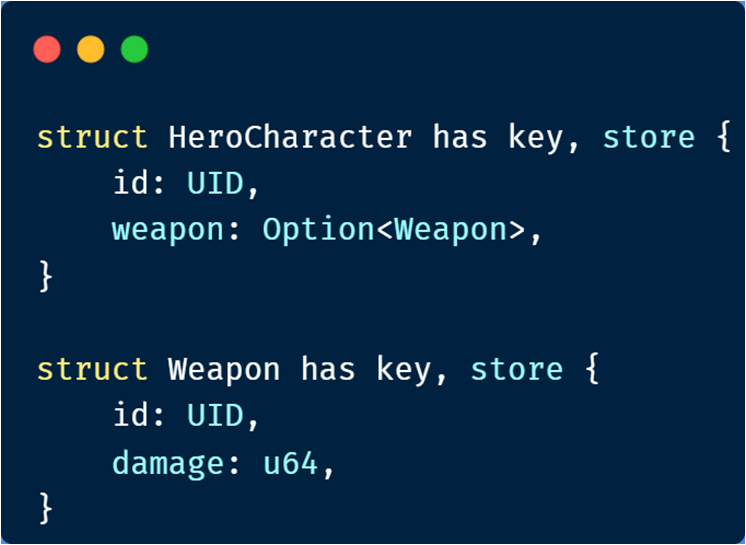 struct HeroCharacter has key, store {
    id: UID,
    weapon: Option<Weapon>,
}
struct Weapon has key, store {
    id: UID,
    damage: u64,
}